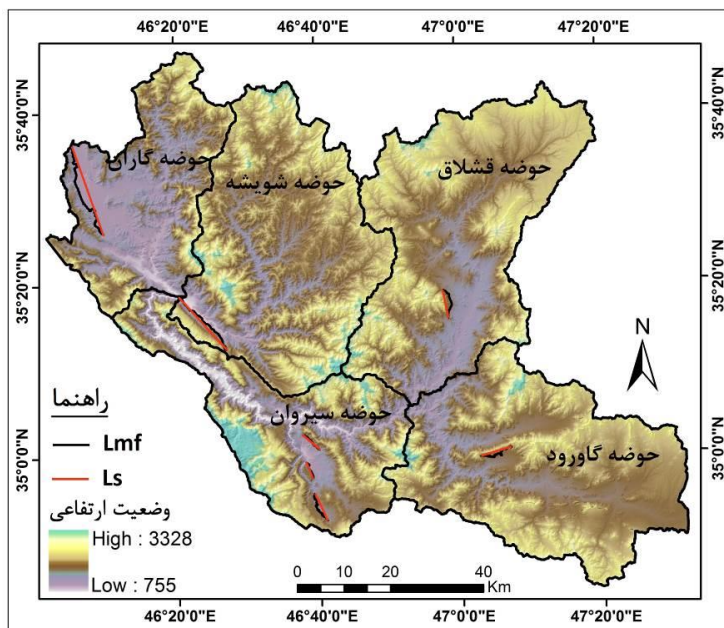 46°20'0"E 46°40'0"E 47°0'0"E 47°20'0"E
35°40'0"N 35°40'0"N
حوضه گاران
حوضه شویشه
حوضه قشلاق
35°20'0"N 35°20'0"N
N
حوضه سیروان
حوضه گاورود
35°0'0"N 35°0'0"N
راهنما
Lmf
Ls
وضعیت ارتفاعی
High : 3328
Low : 755
0 10 20 40
Km
46°20'0"E 46°40'0"E 47°0'0"E 47°20'0"E